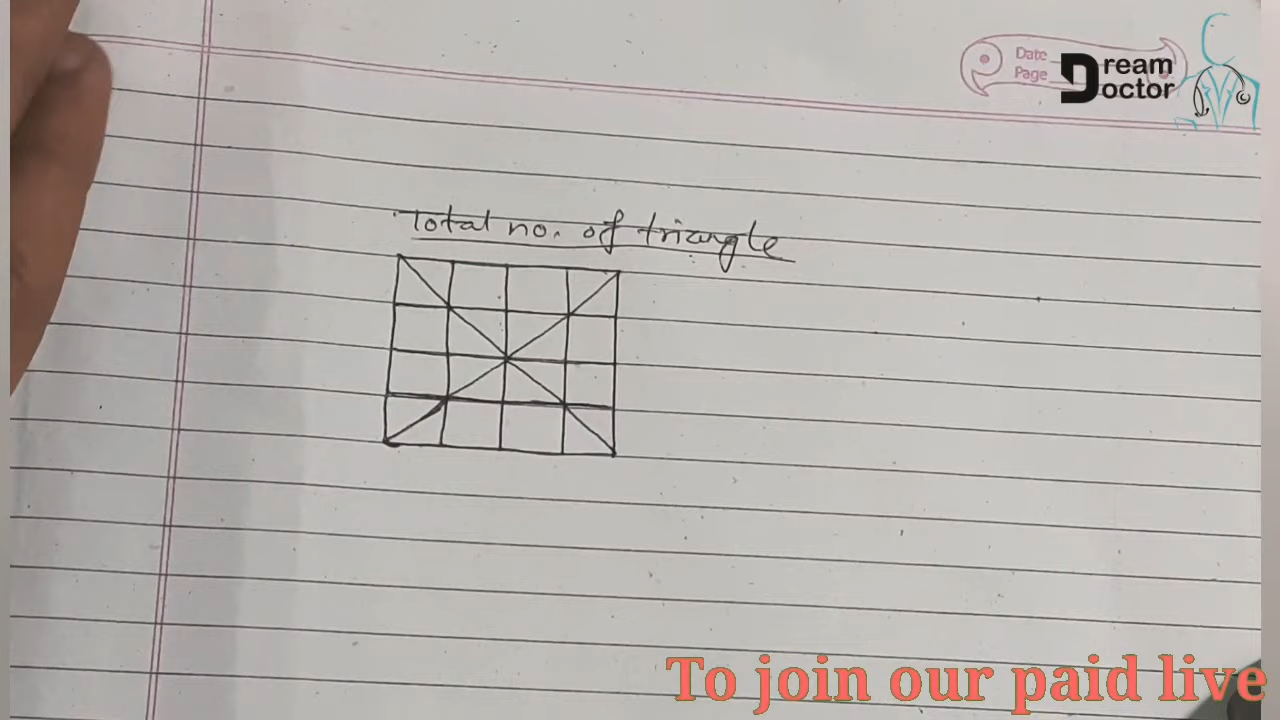 Date
Page
Dream
Doctor
Total no. of triangle
To join our paid live